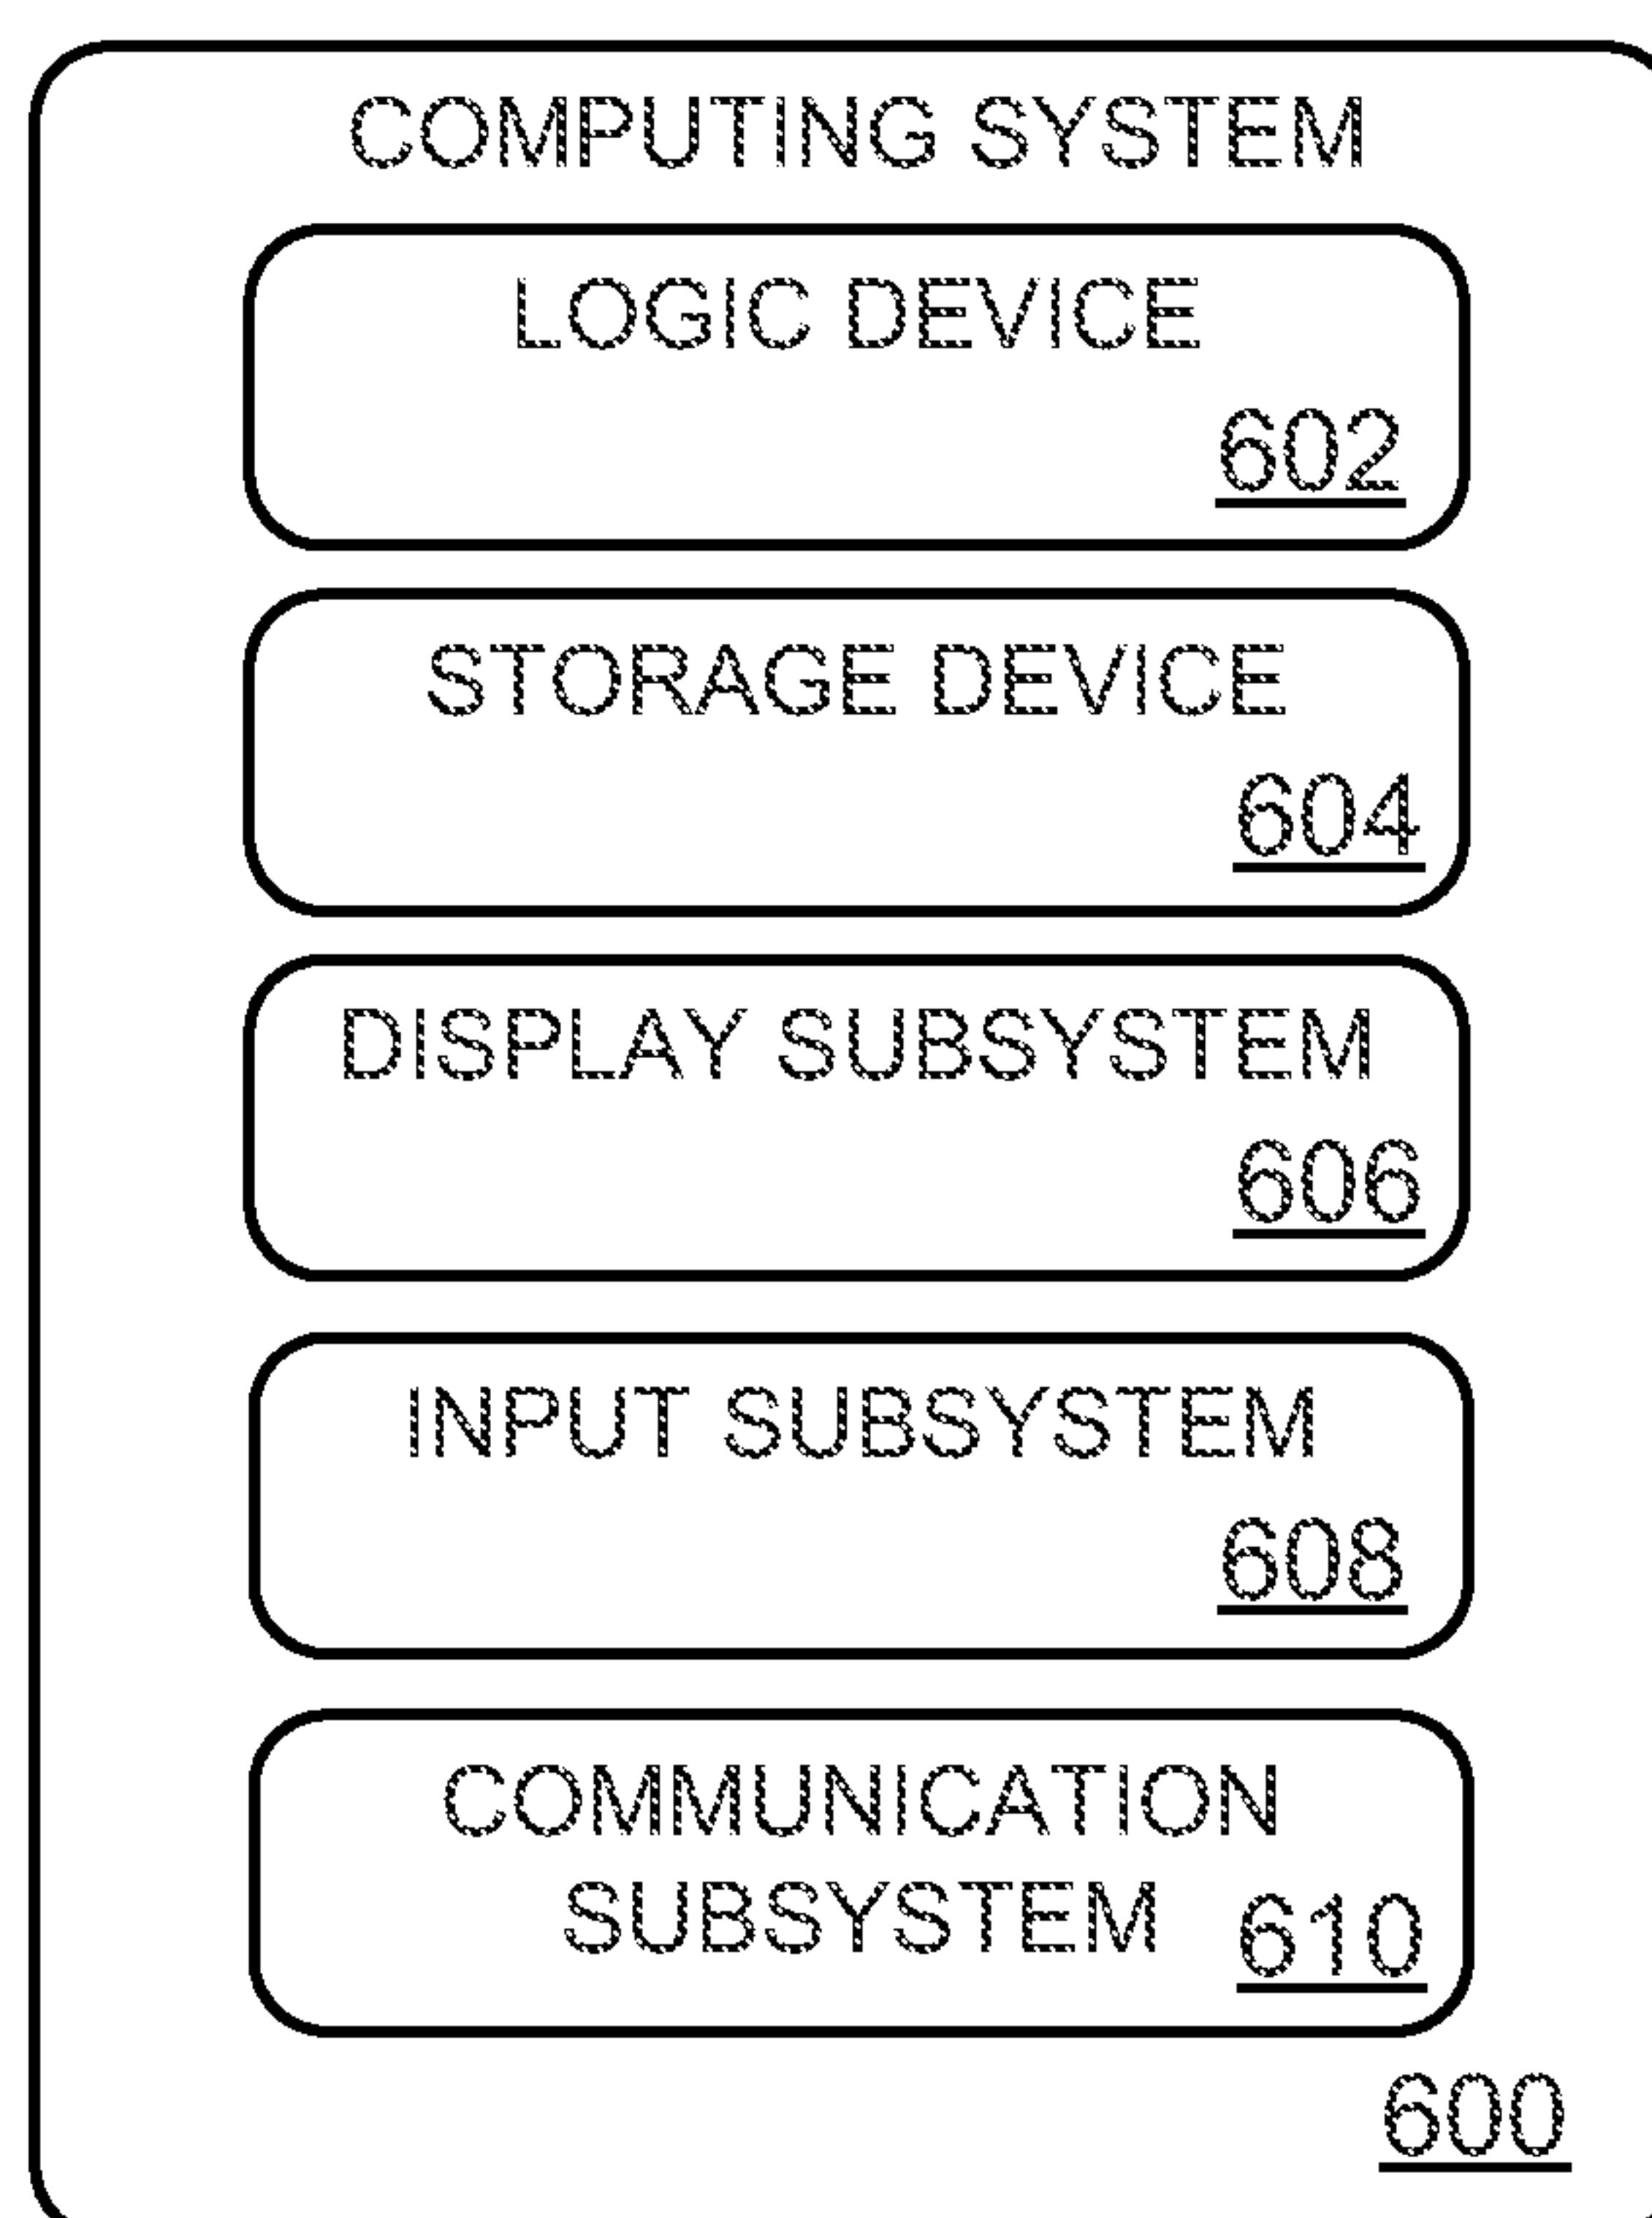 COMPUTING SYSTEM
LOGIC DEVICE
602
STORAGE DEVICE
604
DISPLAY SUBSYSTEM
606
INPUT SUBSYSTEM
608
COMMUNICATION
SUBSYSTEM 610
600